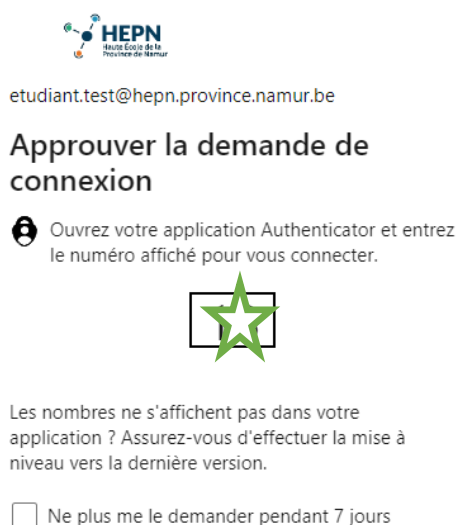 HEPN
Haute École de la
Province de Namur
etudiant.test@hepn.province.namur.be
Approuver la demande de
connexion
Ouvrez votre application Authenticator et entrez
le numéro affiché pour vous connecter.
Les nombres ne s'affichent pas dans votre
application ? Assurez-vous d'effectuer la mise à
niveau vers la dernière version.
Ne plus me le demander pendant 7 jours